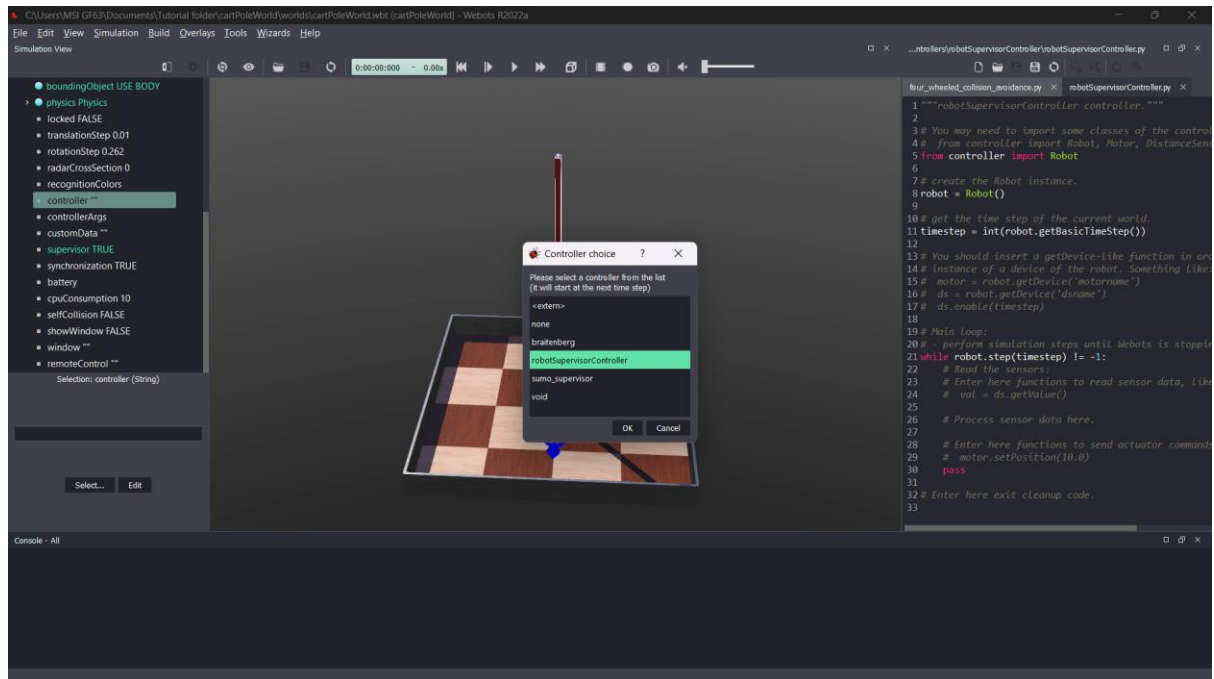 C:\Users\MSI GF63\Documents\Tutorial folder\cartPoleWorld\worlds\cartPoleWorld.wbt (cartPoleWorld) - Webots R2022a
File Edit View Simulation Build Overlays Tools Wizards Help
Simulation View
...ntrollers\robotSupervisorController\robotSupervisorController.py
0:00:00:000 - 0.00x
boundingObject USE BODY
physics Physics
locked FALSE
translationStep 0.01
rotationStep 0.262
radarCrossSection 0
recognitionColors
controller ""
controllerArgs
customData ""
supervisor TRUE
synchronization TRUE
battery
cpuConsumption 10
selfCollision FALSE
showWindow FALSE
window ""
remoteControl ""
Selection: controller (String)
Select... Edit
Controller choice ?
Please select a controller from the list
(it will start at the next time step)
<extern>
none
braitenberg
robotSupervisorController
sumo_supervisor
void
OK Cancel
four_wheeled_collision_avoidance.py robotSupervisorController.py
1 """robotSupervisorController controller."""
2
3 # You may need to import some classes of the control
4 # from controller import Robot, Motor, DistanceSens
5 from controller import Robot
6
7 # create the Robot instance.
8 robot = Robot()
9
10 # get the time step of the current world.
11 timestep = int(robot.getBasicTimeStep())
12
13 # You should insert a getDevice-like function in ord
14 # instance of a device of the robot. Something like:
15 # motor = robot.getDevice('motorname')
16 # ds = robot.getDevice('dsname')
17 # ds.enable(timestep)
18
19 # Main loop:
20 # - perform simulation steps until Webots is stoppin
21 while robot.step(timestep) != -1:
22 # Read the sensors:
23 # Enter here functions to read sensor data, like
24 # val = ds.getValue()
25
26 # Process sensor data here.
27
28 # Enter here functions to send actuator commands
29 # motor.setPosition(10.0)
30 pass
31
32 # Enter here exit cleanup code.
33
Console - All